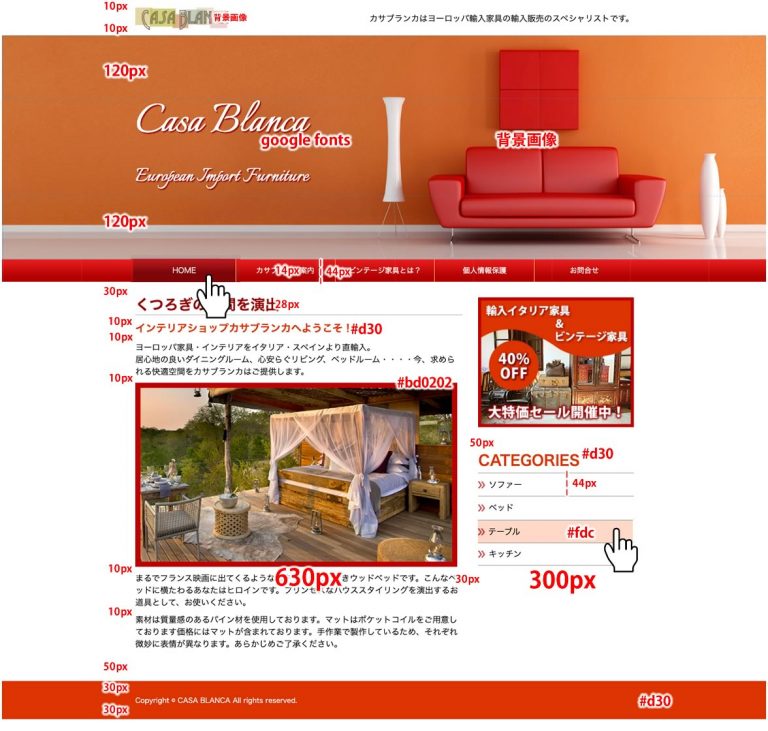 10px
CASA BLAN
背景画像
カサブランカはヨーロッパ輸入家具の輸入販売のスペシャリストです。
10px
120px
Casa Blanca
google fonts
背景画像
European Import Furniture
120px
HOME
カサブ
14px
案内
44px
ビンテージ家具とは?
個人情報保護
お問合せ
30px
くつろぎの
間を演出
28px
10px
インテリアショップカサブランカへようこそ!
#d30
10px
ヨーロッパ家具・インテリアをイタリア・スペインより直輸入。
居心地の良いダイニングルーム、心安らぐリビング、ベッドルーム・・・・今、求めら
れる快適空間をカサブランカはご提供します。
10px
#bd0202
輸入イタリア家具
&
ビンテージ家具
40%
OFF
大特価セール開催中!
50px
CATEGORIES
#d30
ソファー
44px
ベッド
テーブル
#fdc
キッチン
300px
10px
まるでフランス映画に出てくるような
630px
きウッドベッドです。こんなベ
30px
ッドに横たわるあなたはヒロインです。プリンセスなハウススタイリングを演出するお
道具として、お使いください。
10px
素材は質量感のあるパイン材を使用しております。マットはポケットコイルをご用意し
ております価格にはマットが含まれております。手作業で製作しているため、それぞれ
微妙に表情が異なります。あらかじめご了承ください。
50px
30px
Copyright © CASA BLANCA All rights reserved.
#d30
30px